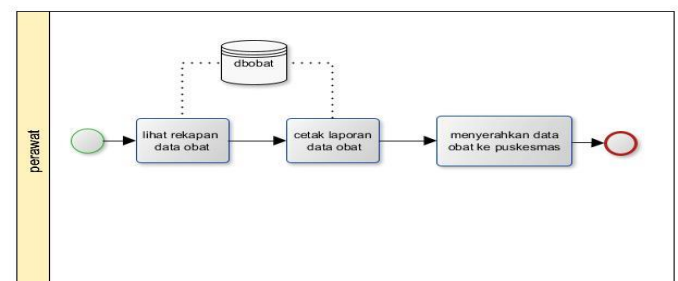 perawat
dbobat
lihat rekapan
data obat
cetak laporan
data obat
menyerahkan data
obat ke puskesmas